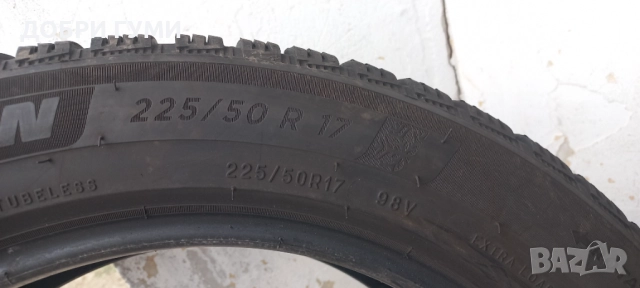 ДОБРИ ГУМИ
N
225/50 R 17
225/50R17 98V
TUBELESS
EXTRA LOAD
BAZAR